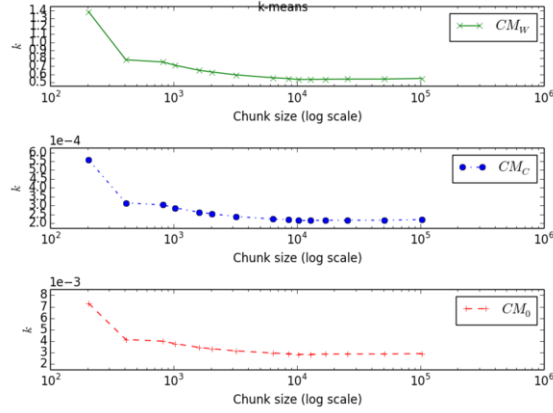 k-means
1.4
1.3
1.2
1.1
1.0
0.9
0.8
0.7
0.6
0.5
k
CM_W
10^2 10^3 10^4 10^5 10^6
Chunk size (log scale)
1e−4
6.0
5.5
5.0
4.5
4.0
3.5
3.0
2.5
2.0
k
CM_C
10^2 10^3 10^4 10^5 10^6
Chunk size (log scale)
1e−3
8
7
6
5
4
3
2
k
CM_0
10^2 10^3 10^4 10^5 10^6
Chunk size (log scale)